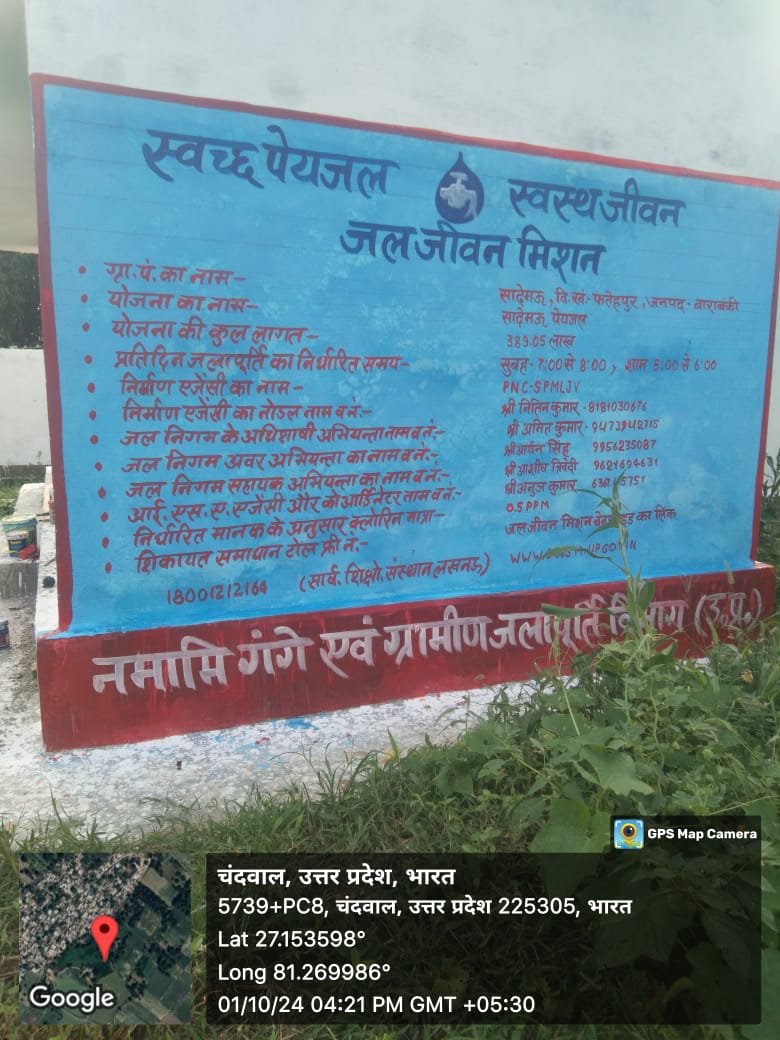 स्वच्छ पेयजल स्वस्थ जीवन
जल जीवन मिशन
• ग्रा. पं. का नाम- सादेमऊ, वि. खं.- फतेहपुर, जनपद - बाराबंकी
• योजना का नाम- सादेमऊ पेयजल
• योजना की कुल लागत- 389.05 लाख
• प्रतिदिन जलापूर्ति का निर्धारित समय- सुबह - 7:00 से 8:00, शाम 5:00 से 6:00
• निर्माण एजेंसी का नाम- PNC-SPMLJV
• निर्माण एजेंसी का नोडल नाम व नं:- श्री नितिन कुमार - 8181030676
• जल निगम के अधिशाषी अभियन्ता नाम व नं:- श्री अमित कुमार - 9473942715
• जल निगम अवर अभियन्ता का नाम व नं:- सिंह 9956235087
• जल निगम सहायक अभियन्ता का नाम व नं:- श्री आशीष त्रिवेदी 9621694631
• आई. एस. ए. एजेंसी और कोआर्डिनेटर नाम व नं:- श्री अनुज कुमार
• निर्धारित मानक के अनुसार क्लोरिन मात्रा- 0.5 PPM
• शिकायत समाधान टोल फ्री नं:- जल जीवन मिशन का लिंक
18001212164 (सार्व. शिक्षो. संस्थान लखनऊ)
नमामि गंगे एवं ग्रामीण जलापूर्ति विभाग (उ.प्र.)
GPS Map Camera
चंदवाल, उत्तर प्रदेश, भारत
5739+PC8, चंदवाल, उत्तर प्रदेश 225305, भारत
Lat 27.153598°
Long 81.269986°
01/10/24 04:21 PM GMT +05:30
Google